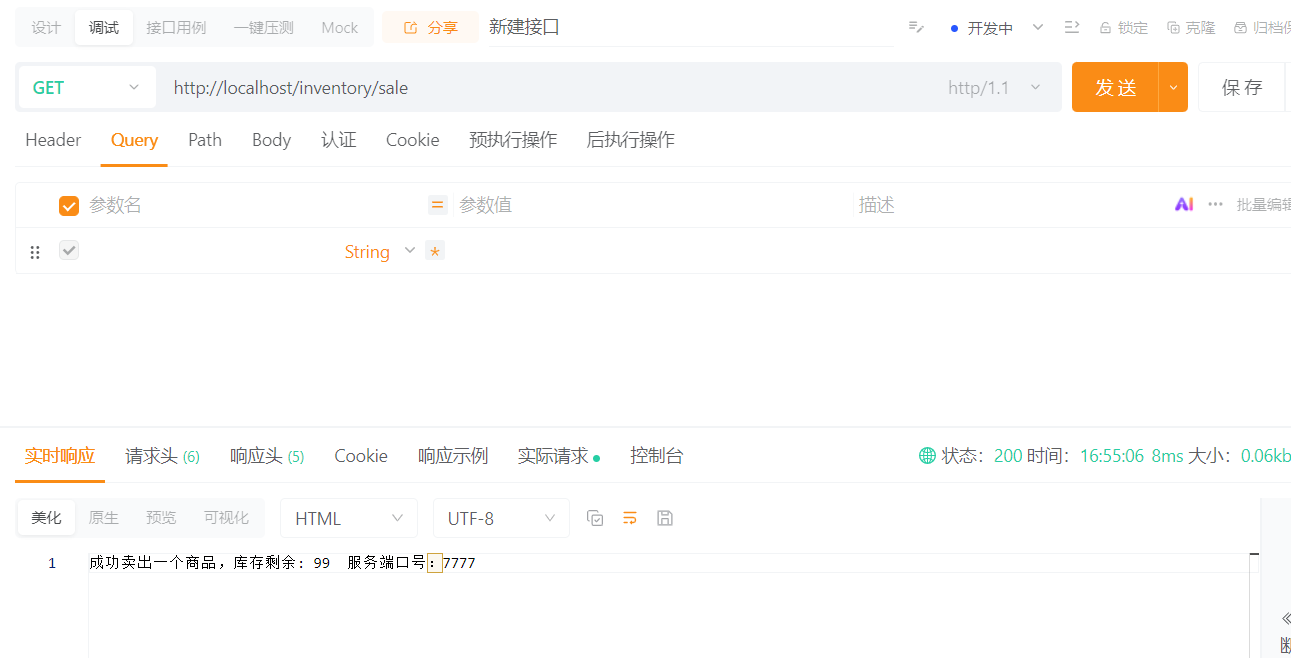 设计 调试 接口用例 一键压测 Mock 分享 新建接口 开发中 锁定 克隆 归档
GET http://localhost/inventory/sale http/1.1 发送 保存
Header Query Path Body 认证 Cookie 预执行操作 后执行操作
参数名 = 参数值 描述 AI ··· 批量编辑
String *
实时响应 请求头 (6) 响应头 (5) Cookie 响应示例 实际请求 控制台 状态: 200 时间: 16:55:06 8ms 大小: 0.06kb
美化 原生 预览 可视化 HTML UTF-8
1 成功卖出一个商品,库存剩余: 99 服务端口号：7777